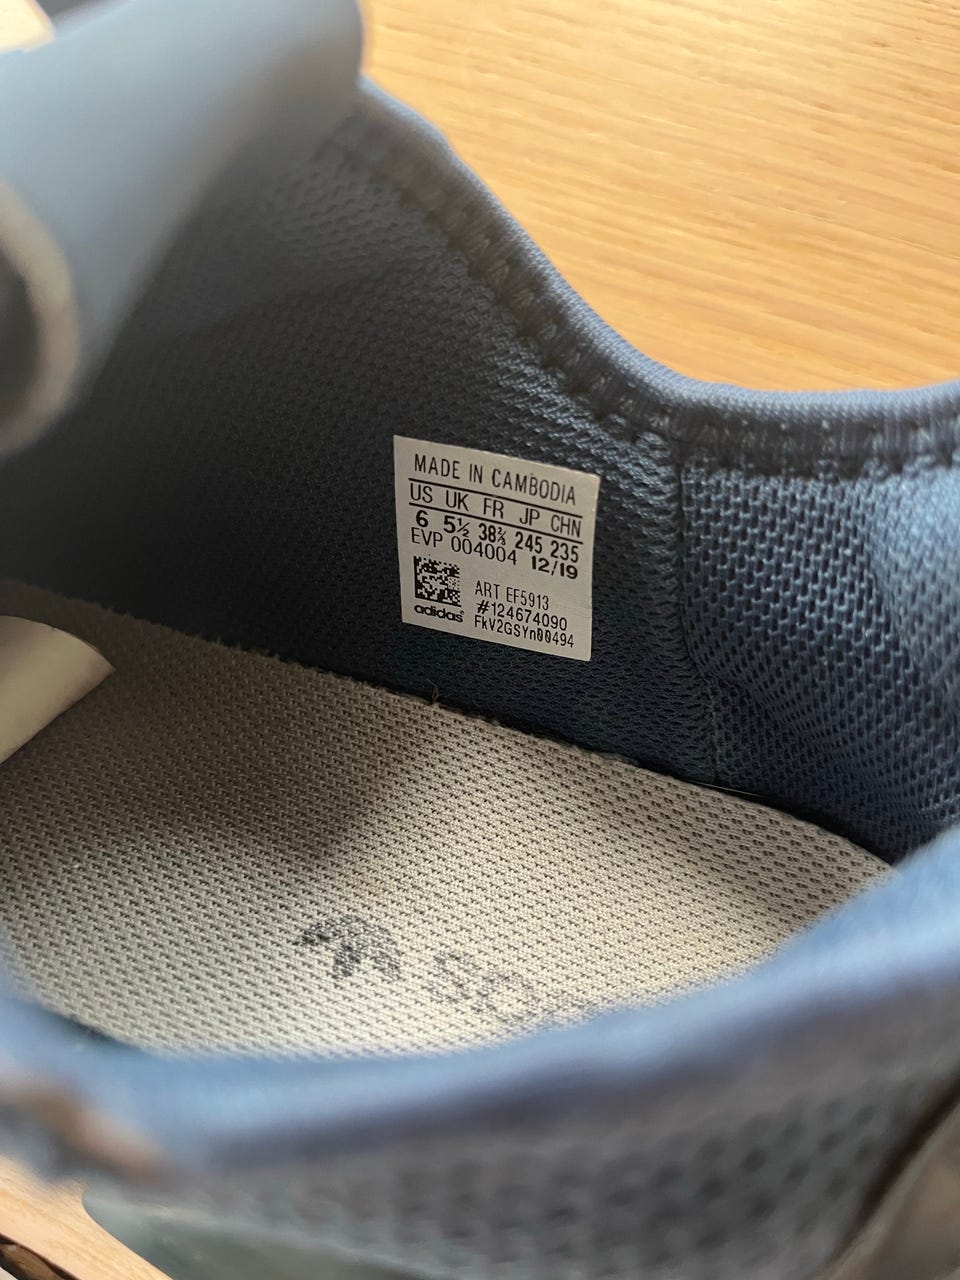 MADE IN CAMBODIA
US UK FR JP CHN
6 5½ 38⅔ 245 235
EVP 004004 12/19
ART EF5913
#124674090
adidas FkV2GSYn00494